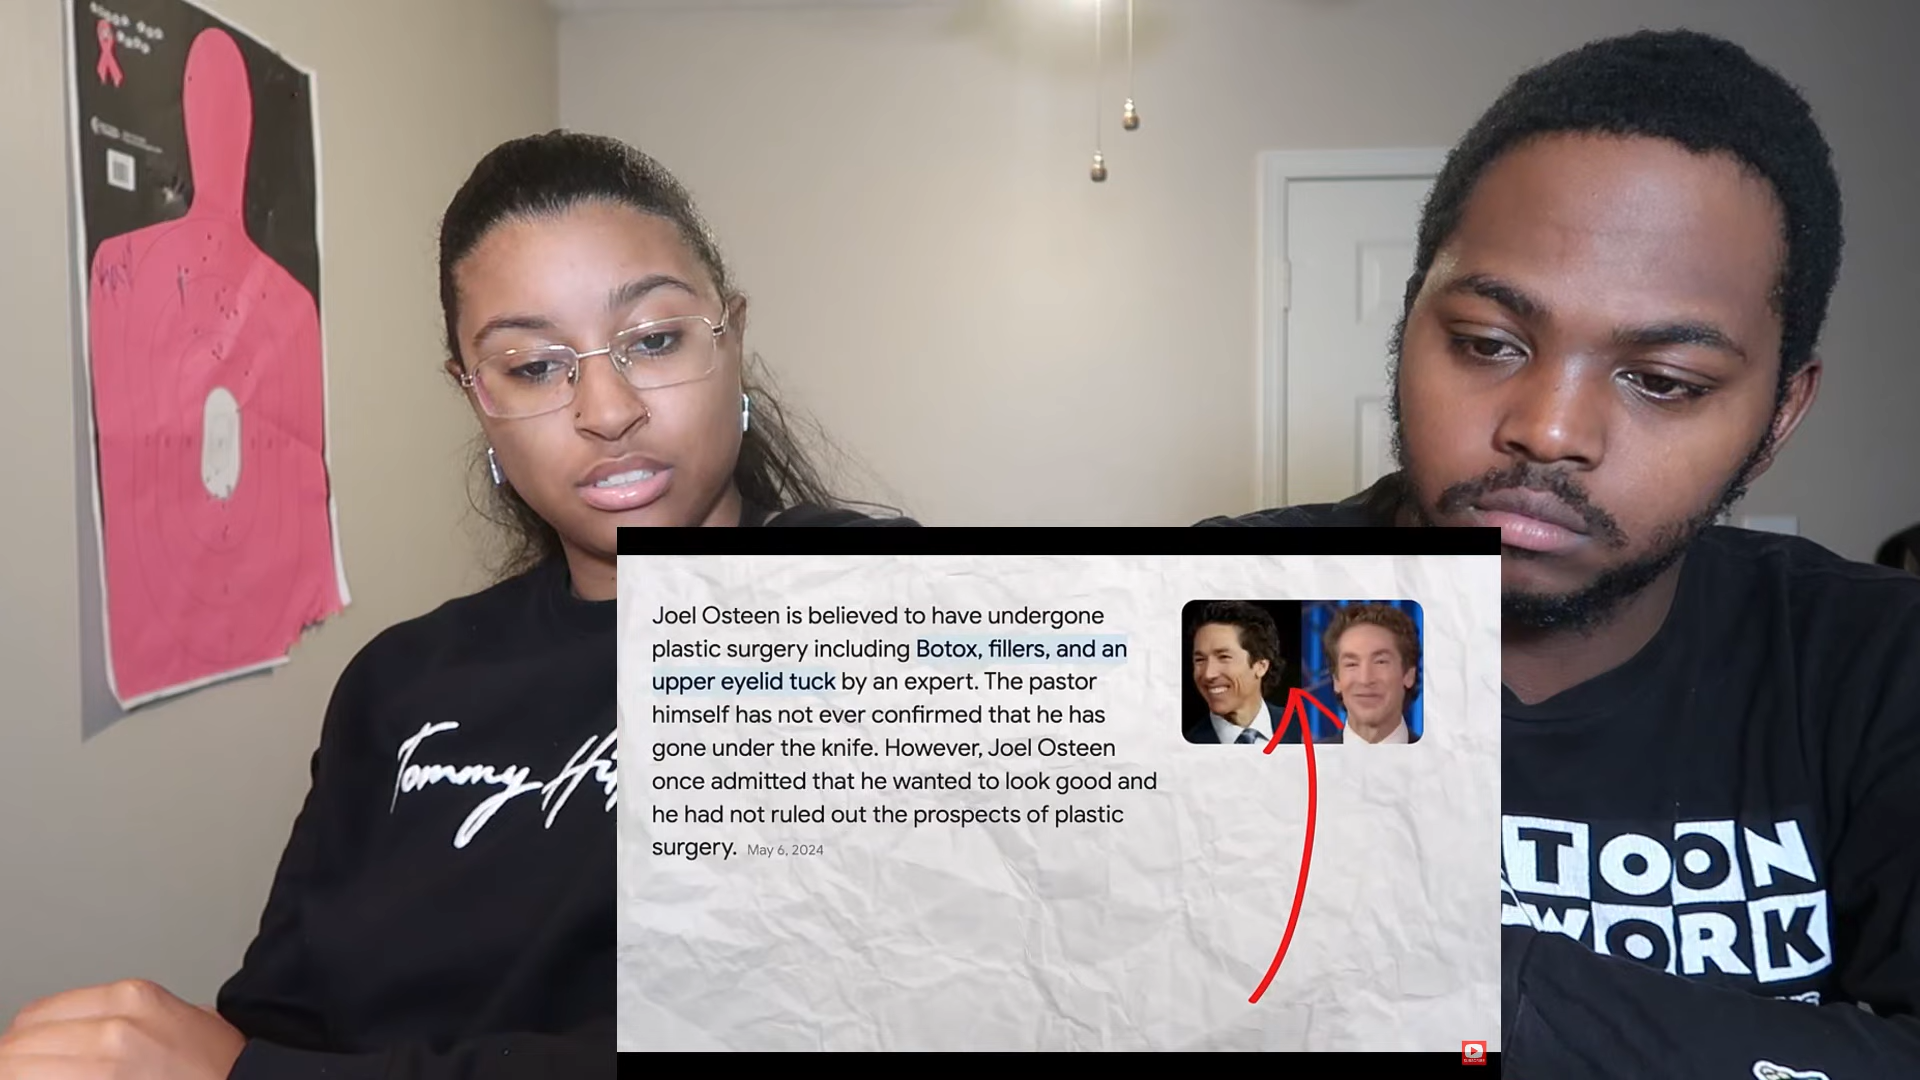 Joel Osteen is believed to have undergone
plastic surgery including Botox, fillers, and an
upper eyelid tuck by an expert. The pastor
himself has not ever confirmed that he has
gone under the knife. However, Joel Osteen
once admitted that he wanted to look good and
he had not ruled out the prospects of plastic
surgery. May 6, 2024
Tommy Hi
TOON
WORK
SUBSCRIBE